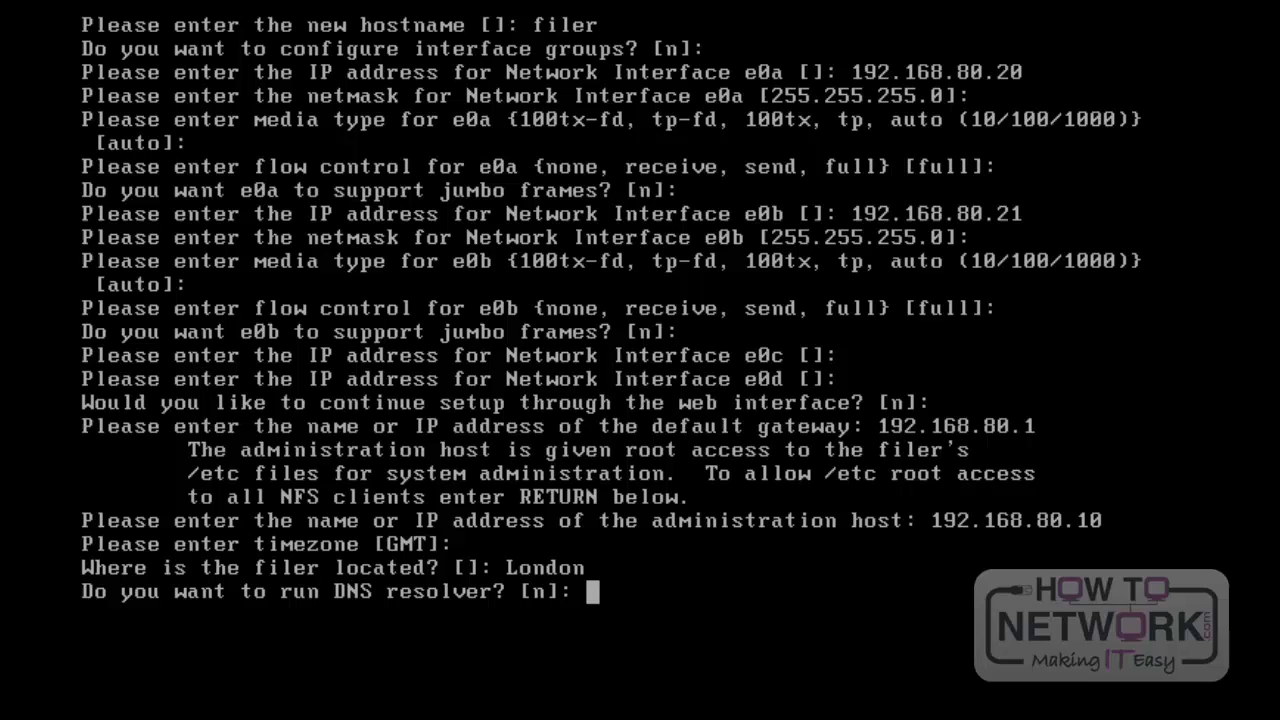 Please enter the new hostname []: filer
Do you want to configure interface groups? [n]:
Please enter the IP address for Network Interface e0a []: 192.168.80.20
Please enter the netmask for Network Interface e0a [255.255.255.0]:
Please enter media type for e0a {100tx-fd, tp-fd, 100tx, tp, auto (10/100/1000)}
[auto]:
Please enter flow control for e0a {none, receive, send, full} [full]:
Do you want e0a to support jumbo frames? [n]:
Please enter the IP address for Network Interface e0b []: 192.168.80.21
Please enter the netmask for Network Interface e0b [255.255.255.0]:
Please enter media type for e0b {100tx-fd, tp-fd, 100tx, tp, auto (10/100/1000)}
[auto]:
Please enter flow control for e0b {none, receive, send, full} [full]:
Do you want e0b to support jumbo frames? [n]:
Please enter the IP address for Network Interface e0c []:
Please enter the IP address for Network Interface e0d []:
Would you like to continue setup through the web interface? [n]:
Please enter the name or IP address of the default gateway: 192.168.80.1
The administration host is given root access to the filer's
/etc files for system administration.  To allow /etc root access
to all NFS clients enter RETURN below.
Please enter the name or IP address of the administration host: 192.168.80.10
Please enter timezone [GMT]:
Where is the filer located? []: London
Do you want to run DNS resolver? [n]:
HOW TO
NETWORK.com
Making IT Easy